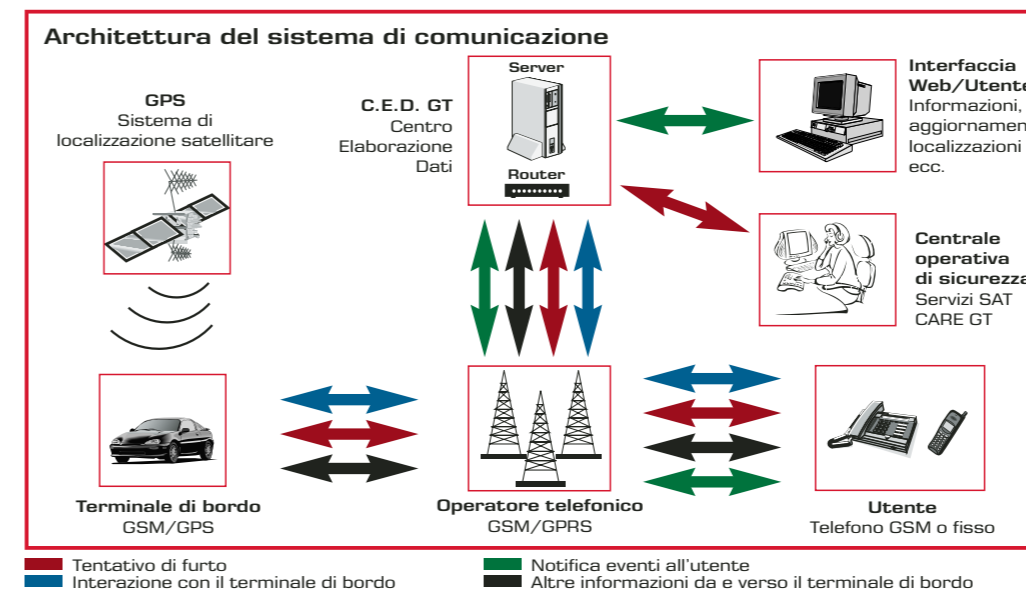 Architettura del sistema di comunicazione
GPS
Sistema di
localizzazione satellitare
C.E.D. GT
Centro
Elaborazione
Dati
Server
Router
Interfaccia
Web/Utente
Informazioni,
aggiornamen
localizzazioni
ecc.
Centrale
operativa
di sicurezza
Servizi SAT
CARE GT
Terminale di bordo
GSM/GPS
Operatore telefonico
GSM/GPRS
Utente
Telefono GSM o fisso
Tentativo di furto
Interazione con il terminale di bordo
Notifica eventi all'utente
Altre informazioni da e verso il terminale di bordo